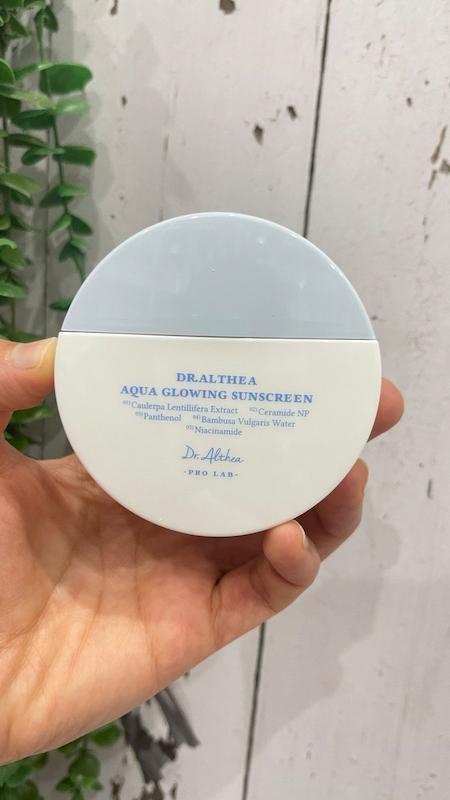 DR.ALTHEA
AQUA GLOWING SUNSCREEN
01)Caulerpa Lentillifera Extract 02)Ceramide NP
03)Panthenol 04)Bambusa Vulgaris Water
05)Niacinamide
Dr. Althea
·PRO LAB·